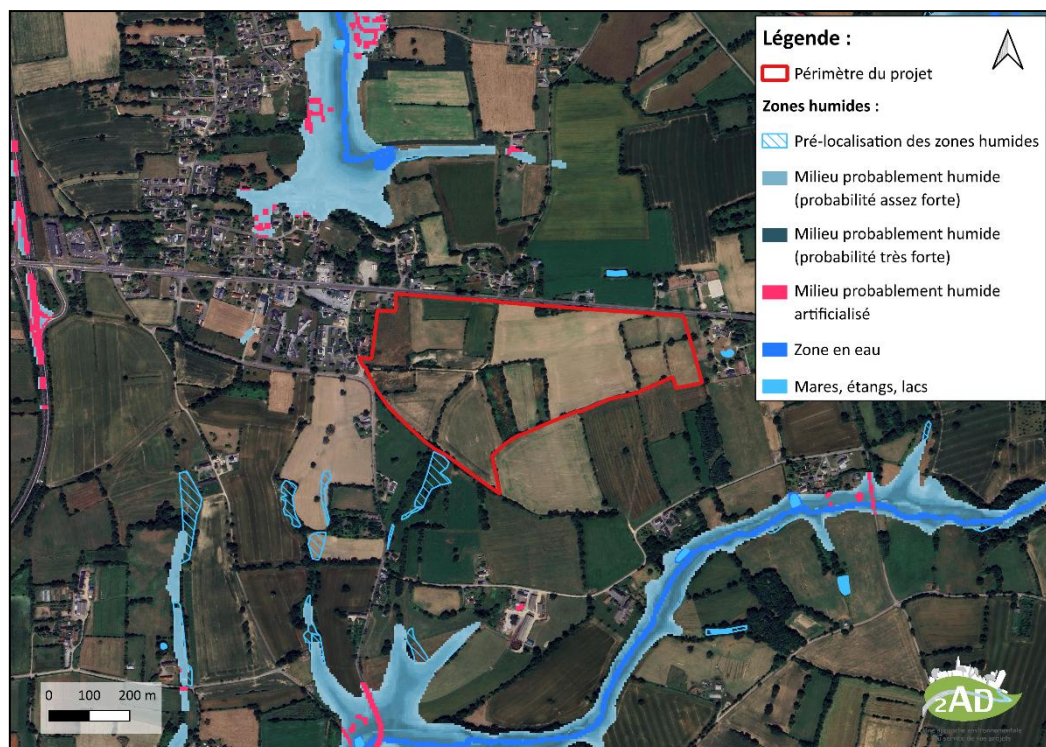 Légende :
Périmètre du projet
Zones humides :
Pré-localisation des zones humides
Milieu probablement humide
(probabilité assez forte)
Milieu probablement humide
(probabilité très forte)
Milieu probablement humide
artificialisé
Zone en eau
Mares, étangs, lacs
0 100 200 m
2AD